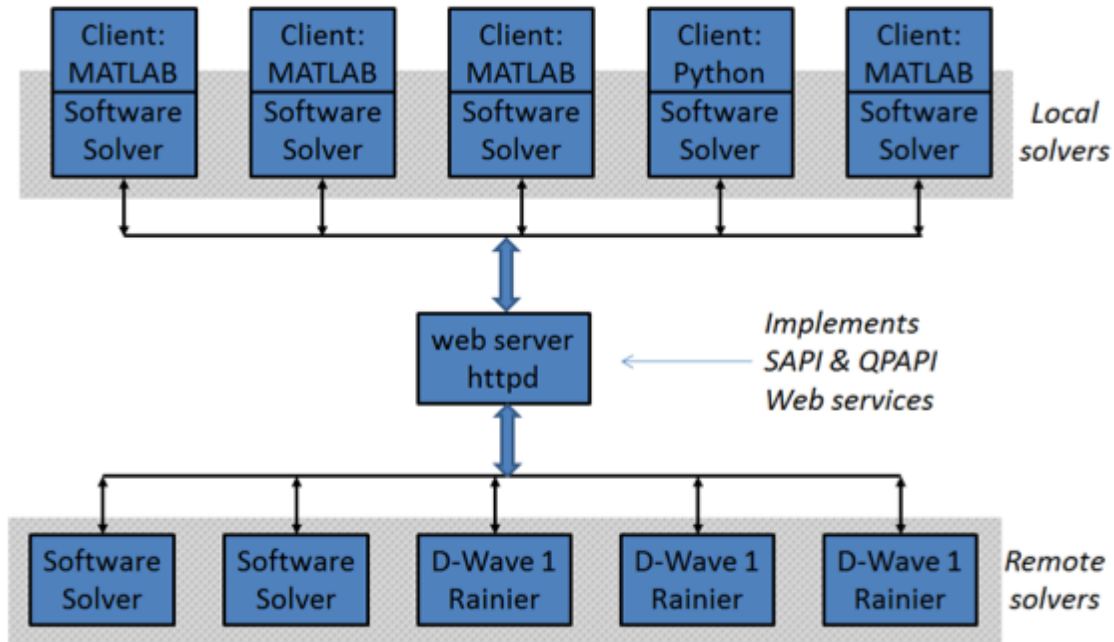 Client:
MATLAB
Software
Solver
Client:
MATLAB
Software
Solver
Client:
MATLAB
Software
Solver
Client:
Python
Software
Solver
Client:
MATLAB
Software
Solver
Local
solvers
web server
httpd
Implements
SAPI & QPAPI
Web services
Software
Solver
Software
Solver
D-Wave 1
Rainier
D-Wave 1
Rainier
D-Wave 1
Rainier
Remote
solvers